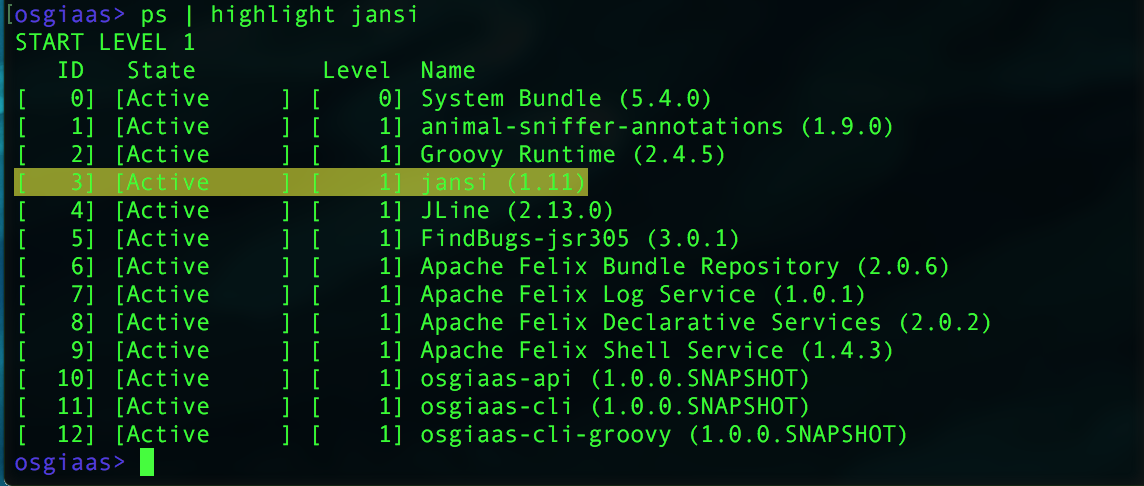 [osgiaas> ps | highlight jansi
START LEVEL 1
   ID   State         Level  Name
[   0] [Active     ] [    0] System Bundle (5.4.0)
[   1] [Active     ] [    1] animal-sniffer-annotations (1.9.0)
[   2] [Active     ] [    1] Groovy Runtime (2.4.5)
[   3] [Active     ] [    1] jansi (1.11)
[   4] [Active     ] [    1] JLine (2.13.0)
[   5] [Active     ] [    1] FindBugs-jsr305 (3.0.1)
[   6] [Active     ] [    1] Apache Felix Bundle Repository (2.0.6)
[   7] [Active     ] [    1] Apache Felix Log Service (1.0.1)
[   8] [Active     ] [    1] Apache Felix Declarative Services (2.0.2)
[   9] [Active     ] [    1] Apache Felix Shell Service (1.4.3)
[  10] [Active     ] [    1] osgiaas-api (1.0.0.SNAPSHOT)
[  11] [Active     ] [    1] osgiaas-cli (1.0.0.SNAPSHOT)
[  12] [Active     ] [    1] osgiaas-cli-groovy (1.0.0.SNAPSHOT)
osgiaas>